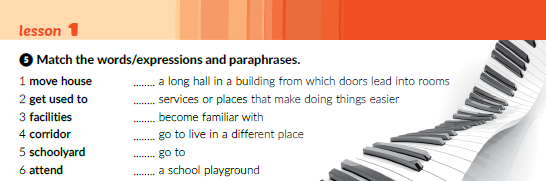 lesson 1
5 Match the words/expressions and paraphrases.
1 move house ........ a long hall in a building from which doors lead into rooms
2 get used to ........ services or places that make doing things easier
3 facilities ........ become familiar with
4 corridor ........ go to live in a different place
5 schoolyard ........ go to
6 attend ........ a school playground